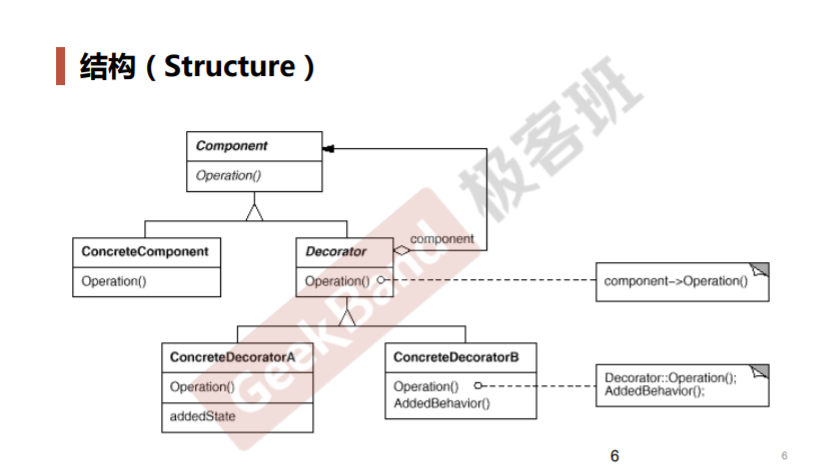 结构（Structure）
Component
Operation()
component
ConcreteComponent
Operation()
Decorator
Operation()
component->Operation()
ConcreteDecoratorA
Operation()
addedState
ConcreteDecoratorB
Operation()
AddedBehavior()
Decorator::Operation();
AddedBehavior();
GeekBand 极客班
6
6